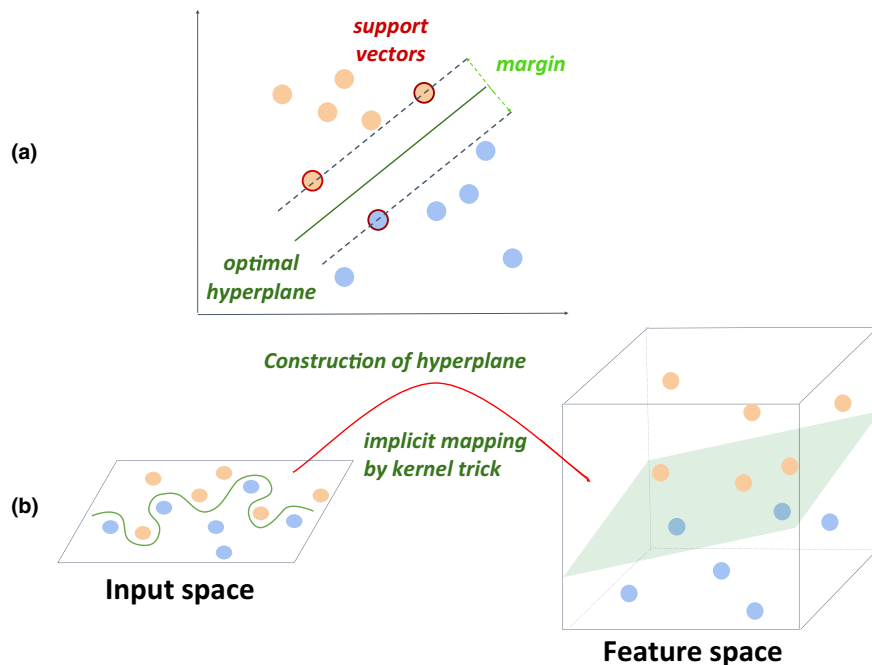 support
vectors
margin
(a)
optimal
hyperplane
Construction of hyperplane
implicit mapping
by kernel trick
(b)
Input space
Feature space